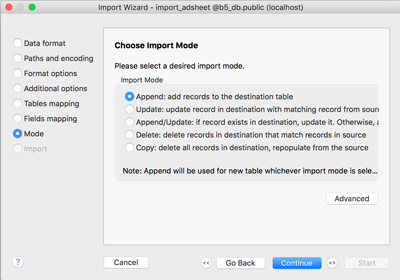 Import Wizard - import_adsheet @b5_db.public (localhost)
Data format
Paths and encoding
Format options
Additional options
Tables mapping
Fields mapping
Mode
Import
Choose Import Mode
Please select a desired import mode.
Import Mode
Append: add records to the destination table
Update: update record in destination with matching record from sour
Append/Update: if record exists in destination, update it. Otherwise, a
Delete: delete records in destination that match records in source
Copy: delete all records in destination, repopulate from the source
Note: Append will be used for new table whichever import mode is sele...
Advanced
?
Cancel
<<
Go Back
Continue
>>
Start